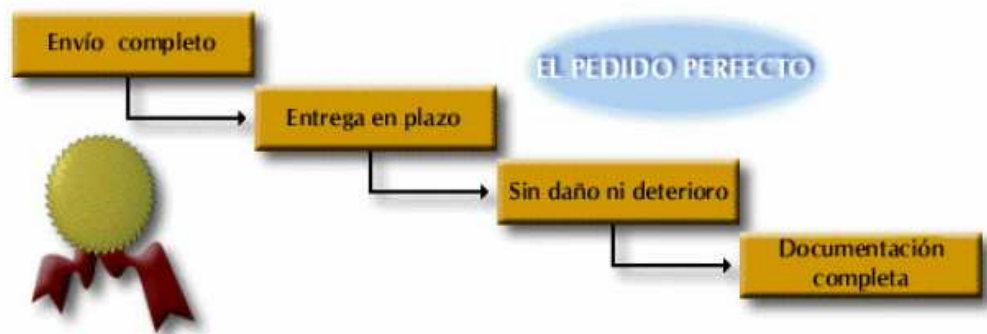 Envío completo
EL PEDIDO PERFECTO
Entrega en plazo
Sin daño ni deterioro
Documentación
completa